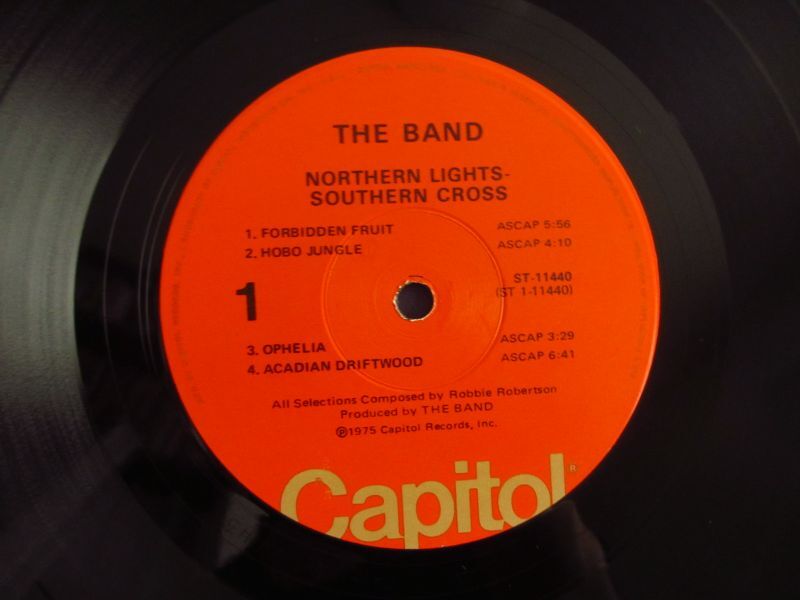 THE BAND
NORTHERN LIGHTS-
SOUTHERN CROSS
1. FORBIDDEN FRUIT ASCAP 5:56
2. HOBO JUNGLE ASCAP 4:10
ST-11440
1 (ST 1-11440)
3. OPHELIA ASCAP 3:29
4. ACADIAN DRIFTWOOD ASCAP 6:41
All Selections Composed by Robbie Robertson
Produced by THE BAND
℗1975 Capitol Records, Inc.
Capitol®